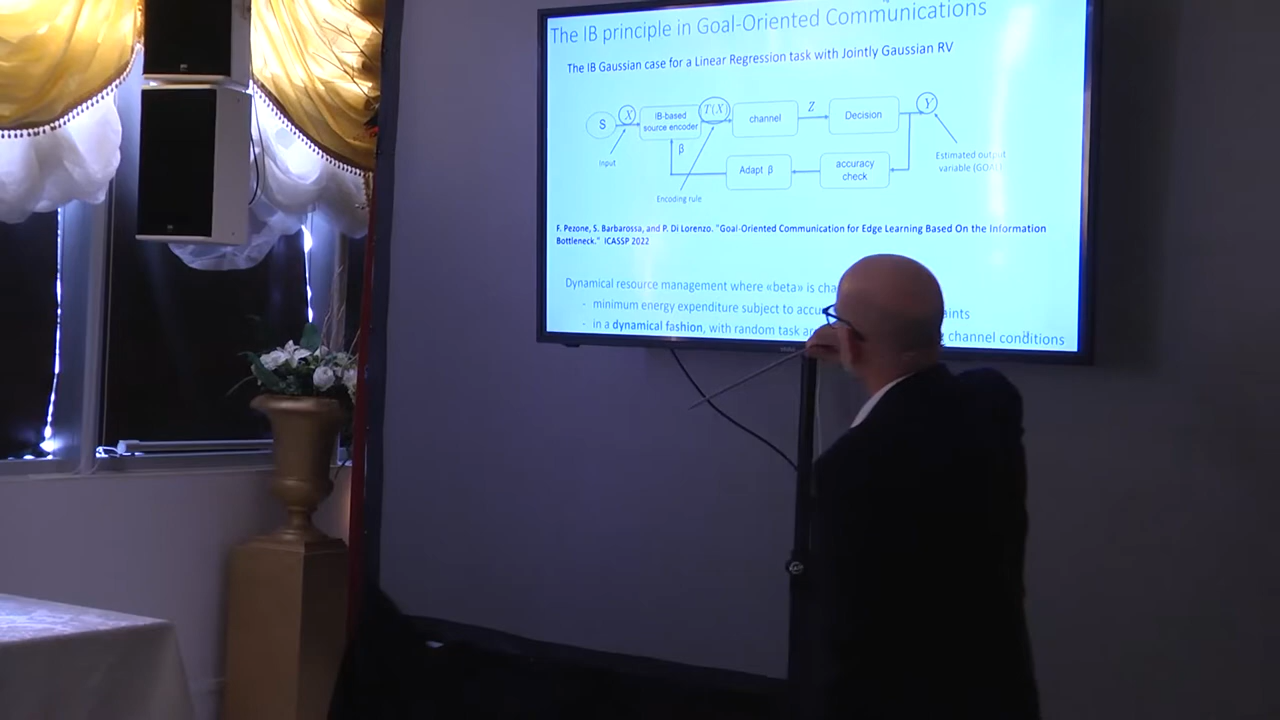 The IB principle in Goal-Oriented Communications
The IB Gaussian case for a Linear Regression task with Jointly Gaussian RV
S
X
IB-based
source encoder
T(X)
channel
Z
Decision
Y
Input
β
Adapt β
accuracy
check
Estimated output
variable (GOAL)
Encoding rule
F. Pezone, S. Barbarossa, and P. Di Lorenzo. "Goal-Oriented Communication for Edge Learning Based On the Information
Bottleneck." ICASSP 2022
Dynamical resource management where «beta» is
- minimum energy expenditure subject to
- in a dynamical fashion, with random task channel conditions